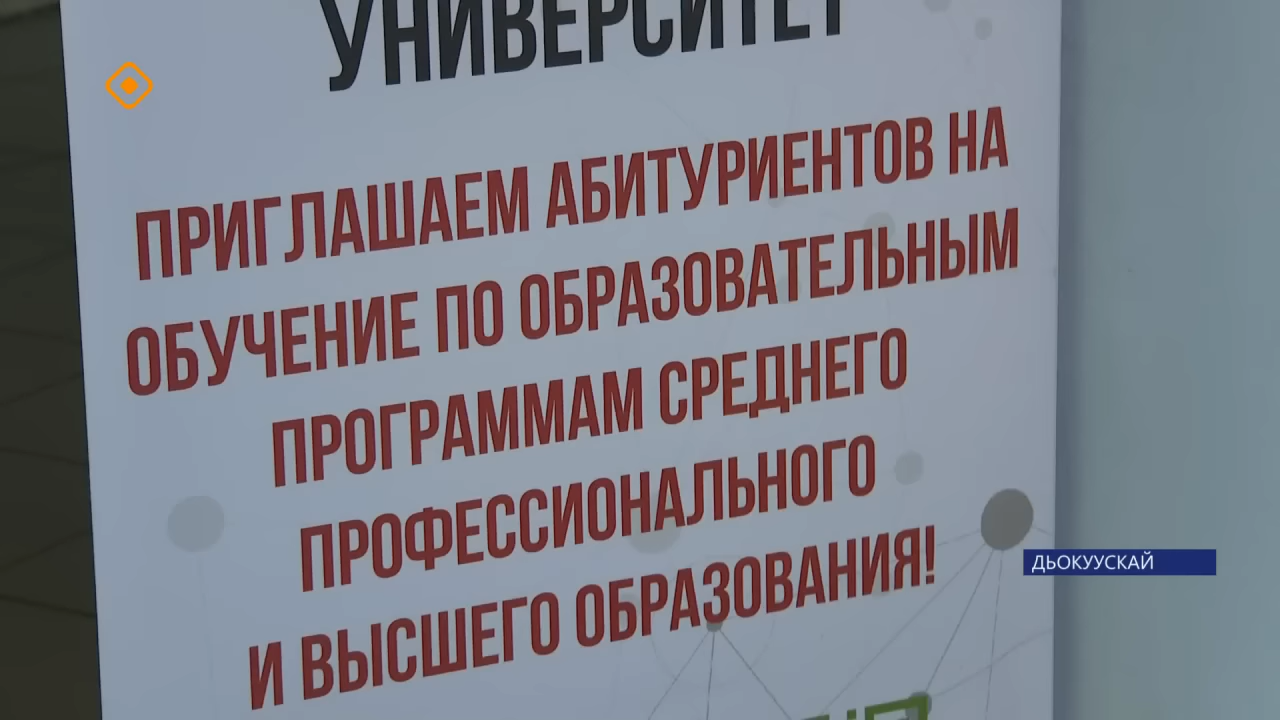 УНИВЕРСИТЕТ
ПРИГЛАШАЕМ АБИТУРИЕНТОВ НА
ОБУЧЕНИЕ ПО ОБРАЗОВАТЕЛЬНЫМ
ПРОГРАММАМ СРЕДНЕГО
ПРОФЕССИОНАЛЬНОГО
И ВЫСШЕГО ОБРАЗОВАНИЯ!
ДЬОКУУСКАЙ